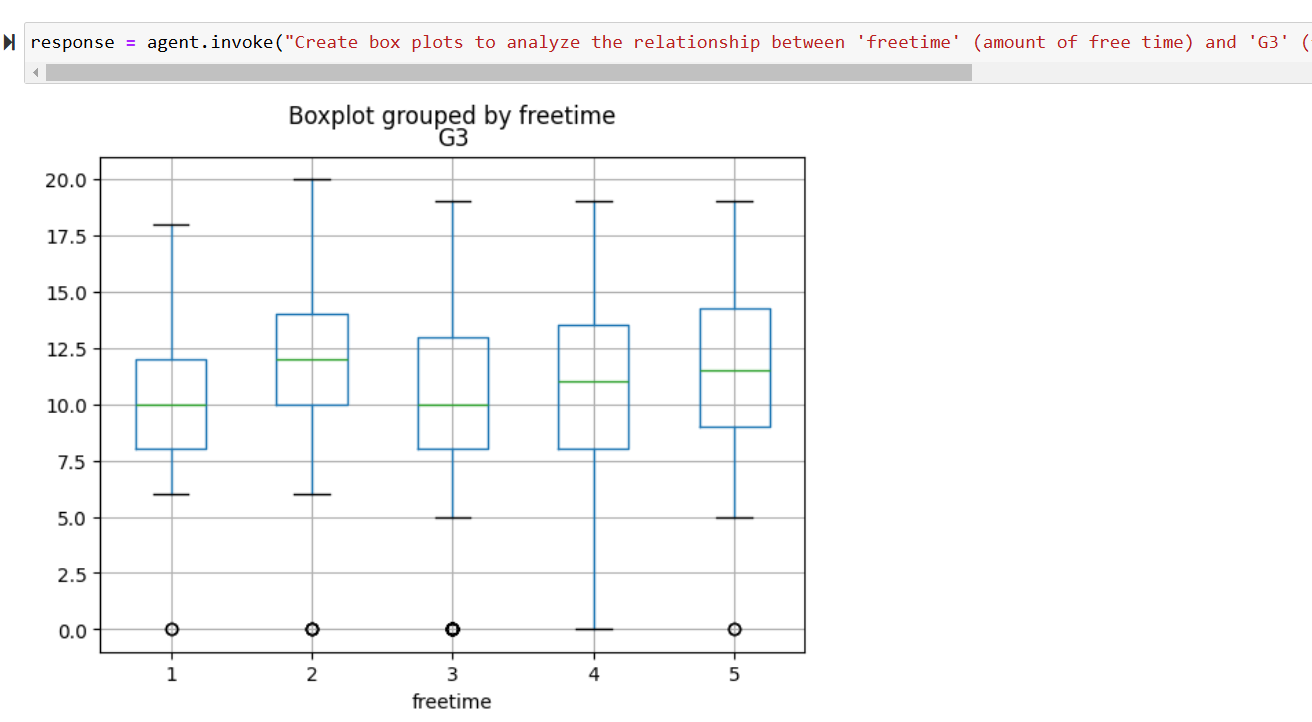 response = agent.invoke("Create box plots to analyze the relationship between 'freetime' (amount of free time) and 'G3' (
Boxplot grouped by freetime
G3
20.0
17.5
15.0
12.5
10.0
7.5
5.0
2.5
0.0
1 2 3 4 5
freetime